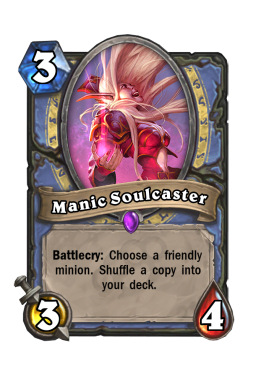 3
Manic Soulcaster
Battlecry: Choose a friendly
minion. Shuffle a copy into
your deck.
3
4